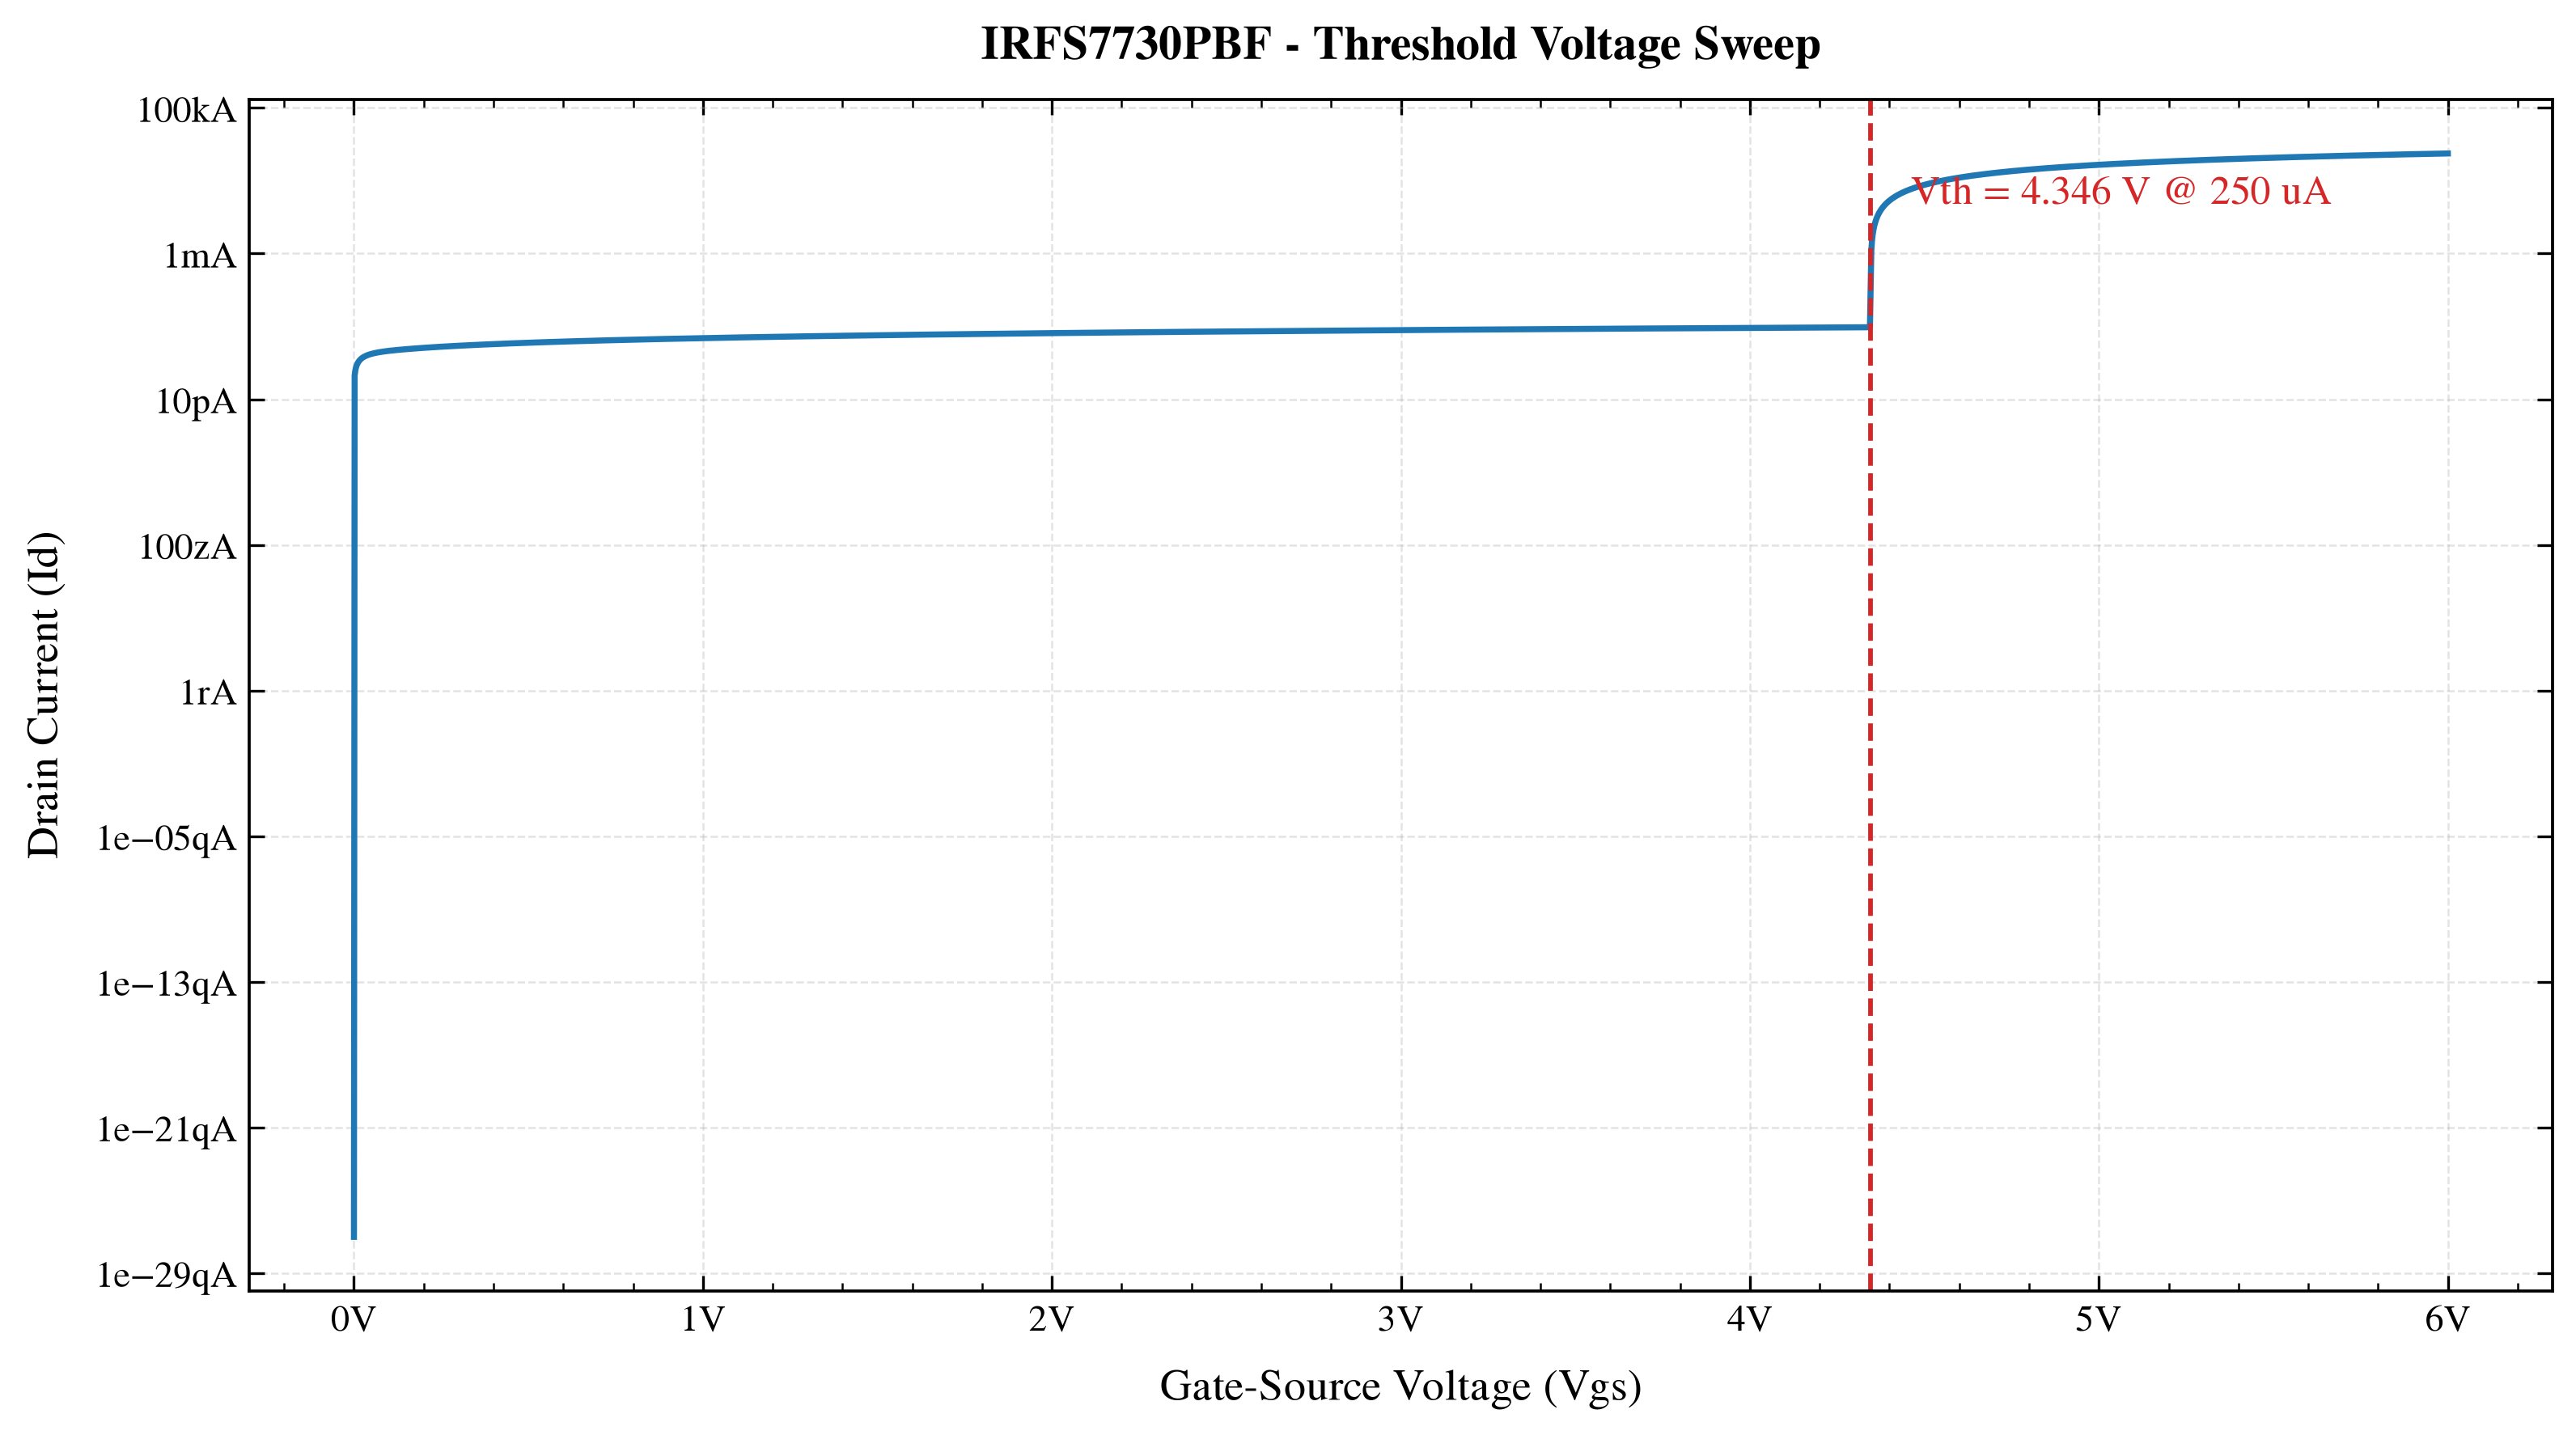 IRFS7730PBF - Threshold Voltage Sweep
100kA
1mA
10pA
100zA
1rA
1e−05qA
1e−13qA
1e−21qA
1e−29qA
Drain Current (Id)
Vth = 4.346 V @ 250 uA
0V 1V 2V 3V 4V 5V 6V
Gate-Source Voltage (Vgs)